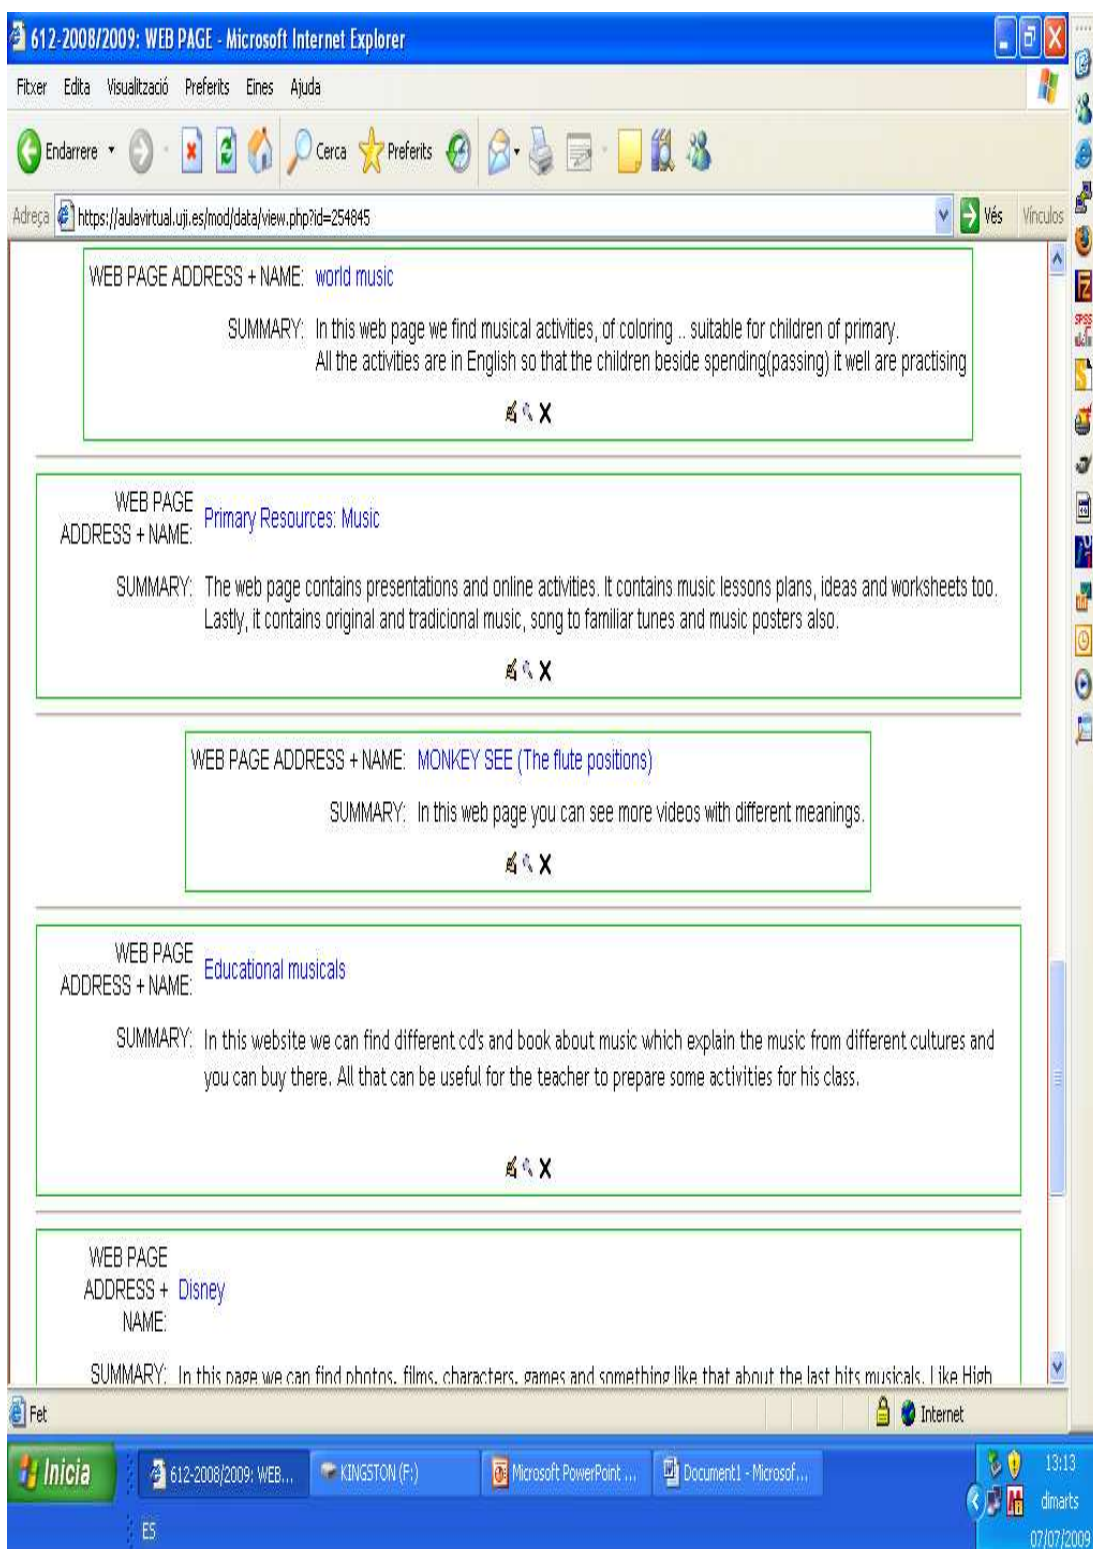 612-2008/2009: WEB PAGE - Microsoft Internet Explorer
Fitxer Edita Visualització Preferits Eines Ajuda
Endarrere Cerca Preferits
Adreça https://aulavirtual.uji.es/mod/data/view.php?id=254845 Vés Vínculos
WEB PAGE ADDRESS + NAME: world music
SUMMARY: In this web page we find musical activities, of coloring .. suitable for children of primary.
All the activities are in English so that the children beside spending(passing) it well are practising
WEB PAGE
ADDRESS + NAME: Primary Resources: Music
SUMMARY: The web page contains presentations and online activities. It contains music lessons plans, ideas and worksheets too.
Lastly, it contains original and tradicional music, song to familiar tunes and music posters also.
WEB PAGE ADDRESS + NAME: MONKEY SEE (The flute positions)
SUMMARY: In this web page you can see more videos with different meanings.
WEB PAGE
ADDRESS + NAME: Educational musicals
SUMMARY: In this website we can find different cd's and book about music which explain the music from different cultures and
you can buy there. All that can be useful for the teacher to prepare some activities for his class.
WEB PAGE
ADDRESS + Disney
NAME:
SUMMARY: In this page we can find photos, films, characters, games and something like that about the last hits musicals. Like High
Fet Internet
Inicia 612-2008/2009: WEB... KINGSTON (F:) Microsoft PowerPoint ... Document1 - Microsof... 13:13
dimarts
ES 07/07/2009
SPSS